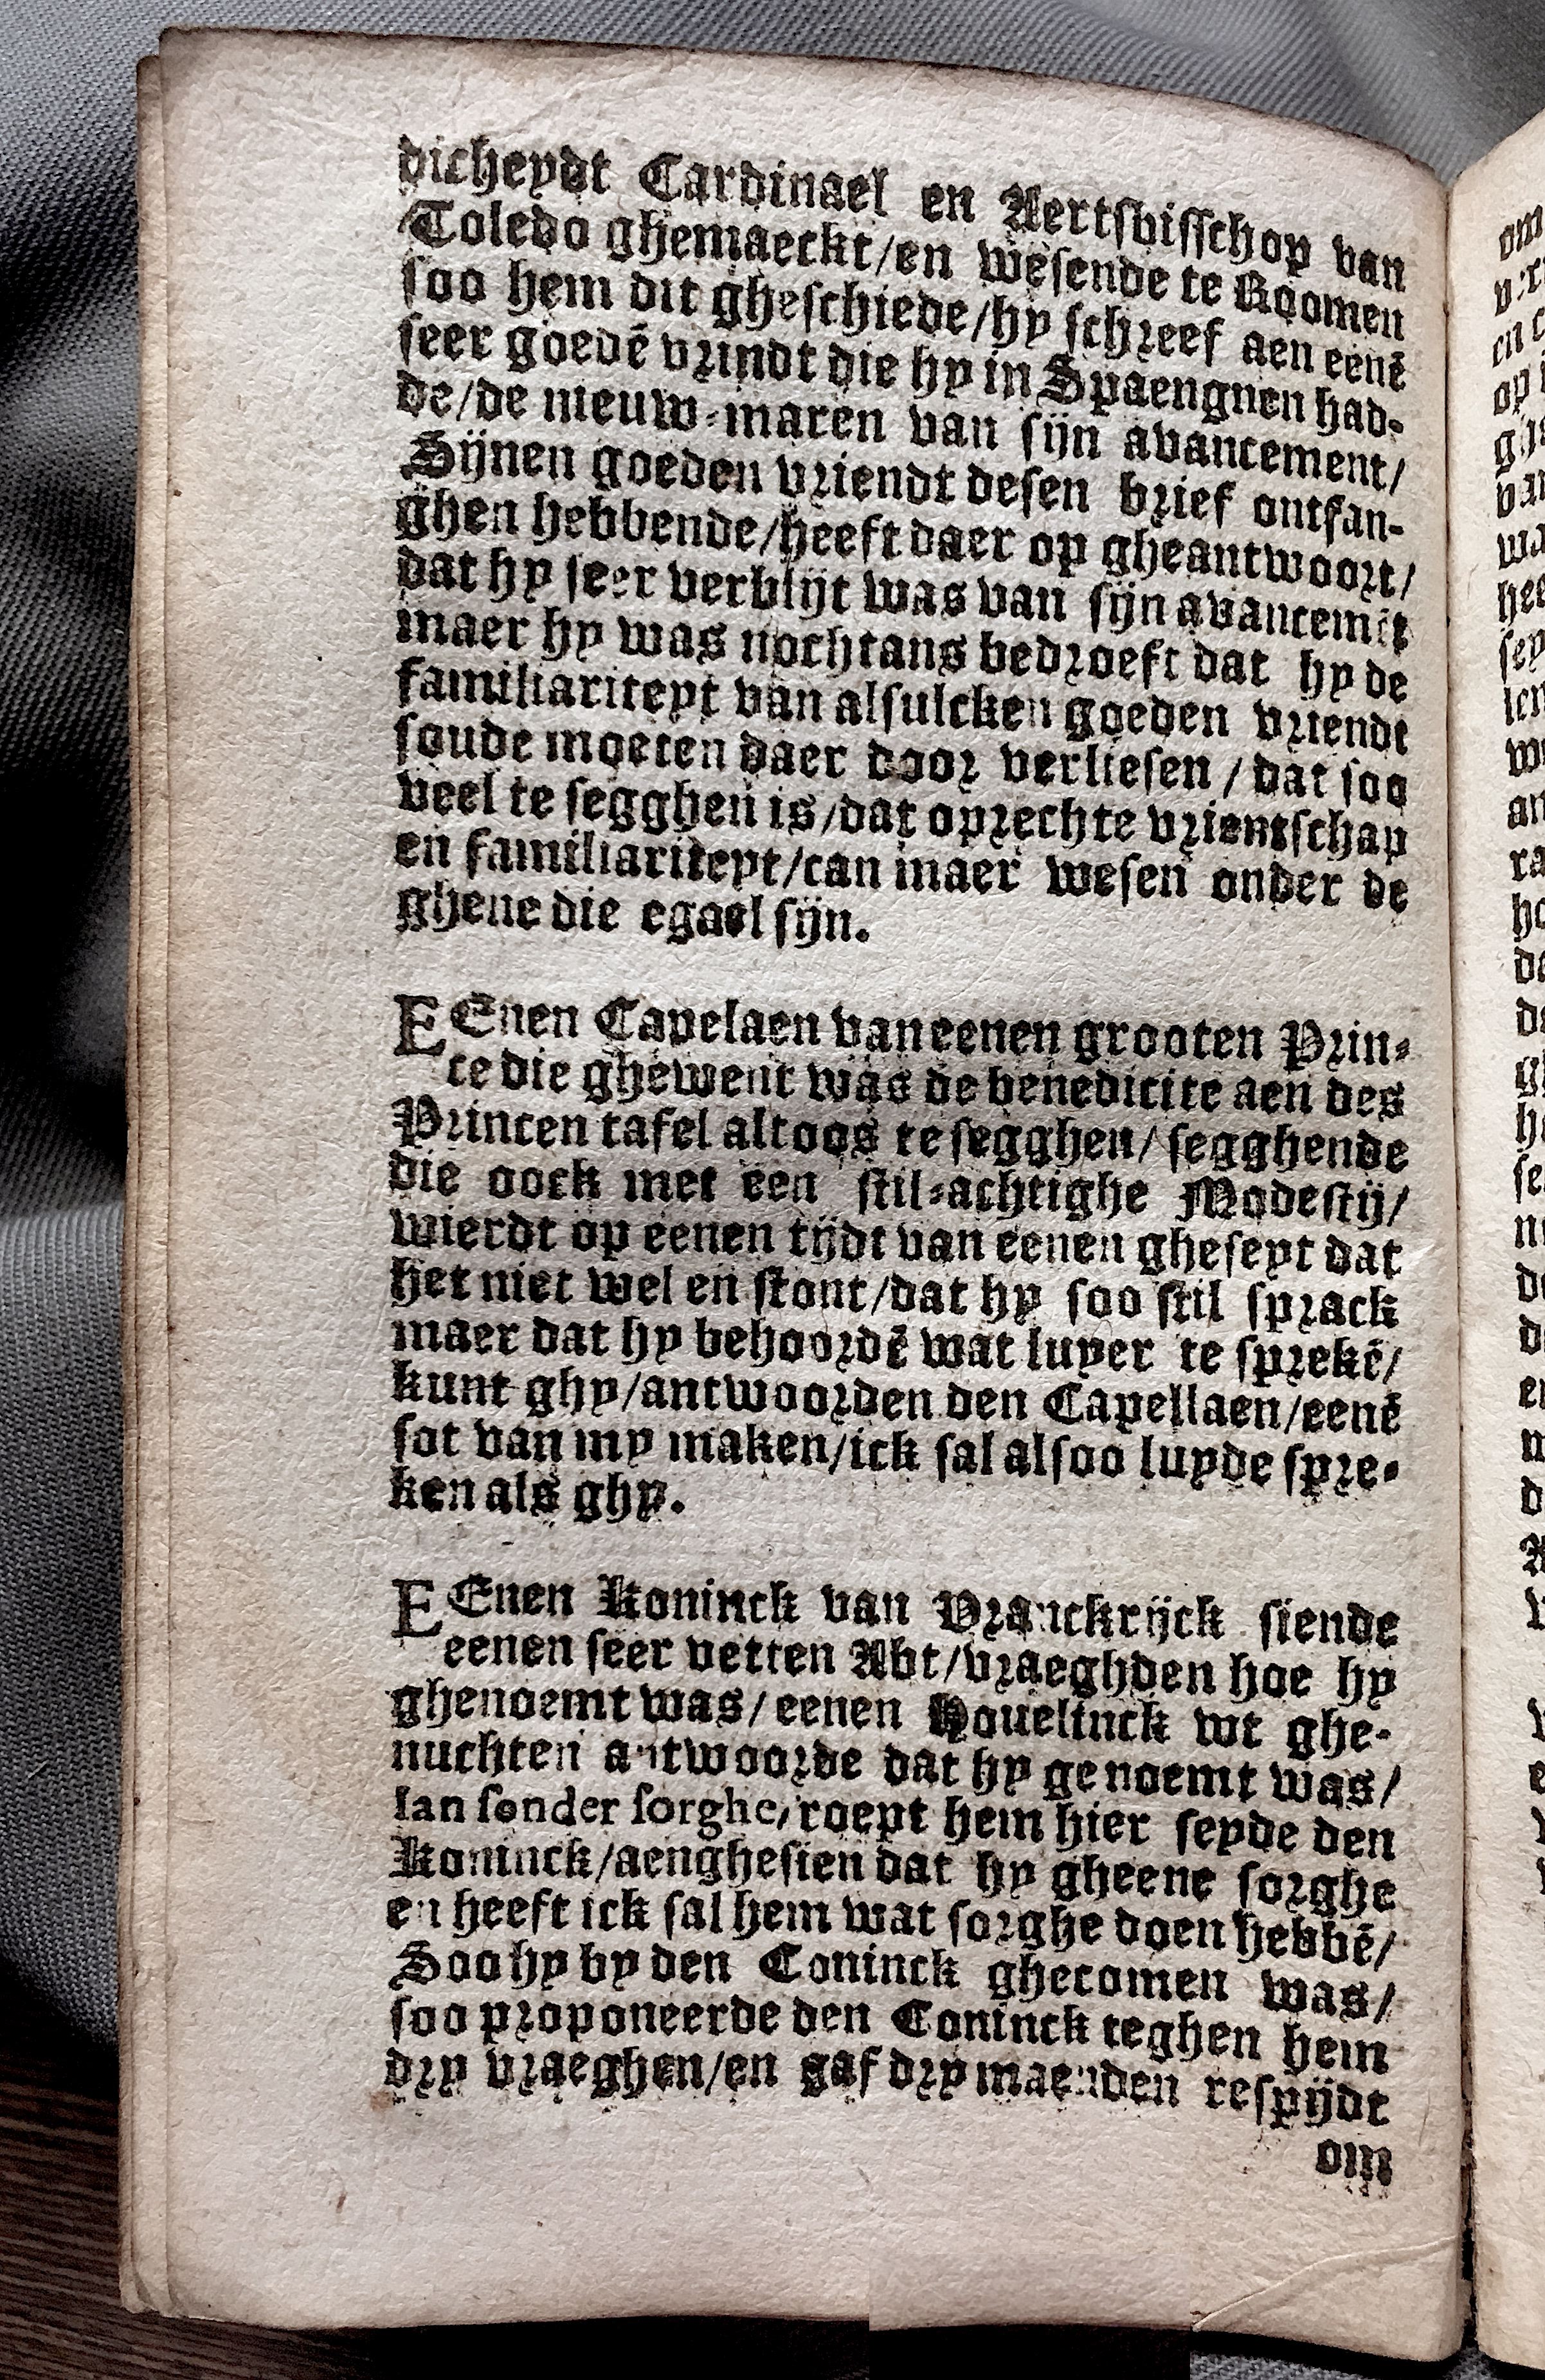 dicheydt Cardinael en Aertsbisschop van
Toledo ghemaeckt/en wesende te Roomen
soo hem dit gheschiede/hy schreef aen eenē
seer goedē vrindt die hy in Spaengnen had-
de/de nieuw-maren van sijn avancement/
Sijnen goeden vriendt desen brief ontfan-
ghen hebbende/heeft daer op gheantwoort/
dat hy seer verblijt was van sijn avancemēt
maer hy was nochtans bedroeft dat hy de
familiariteyt van alsulcken goeden vriendt
soude moeten daer door verliesen / dat soo
veel te segghen is/dat oprechte vrientschap
en familiariteyt/can maer wesen onder de
ghene die egael sijn.
EEnen Capelaen van eenen grooten Prin-
ce die ghewent was de benedicite aen des
Princen tafel altoos te segghen/ segghende
die oock met een stil-achtighe Modestij/
wierdt op eenen tijdt van eenen gheseyt dat
het niet wel en stont/dat hy soo stil sprack
maer dat hy behoordē wat luyer te sprekē/
kunt ghy/antwoorden den Capellaen/eenē
sot van my maken/ick sal alsoo luyde spre-
ken als ghy.
EEnen Koninck van Vranckrijck siende
eenen seer vetten Abt/vraeghden hoe hy
ghenoemt was/ eenen Houelinck wt ghe-
nuchten antwoorde dat hy genoemt was/
Ian sonder sorghe, roept hem hier seyde den
Koninck/aenghesien dat hy gheene sorghe
en heeft ick sal hem wat sorghe doen hebbē/
Soo hy by den Coninck ghecomen was/
soo proponeerde den Coninck teghen hem
dry vraeghen/en gaf dry maenden respijdt
om